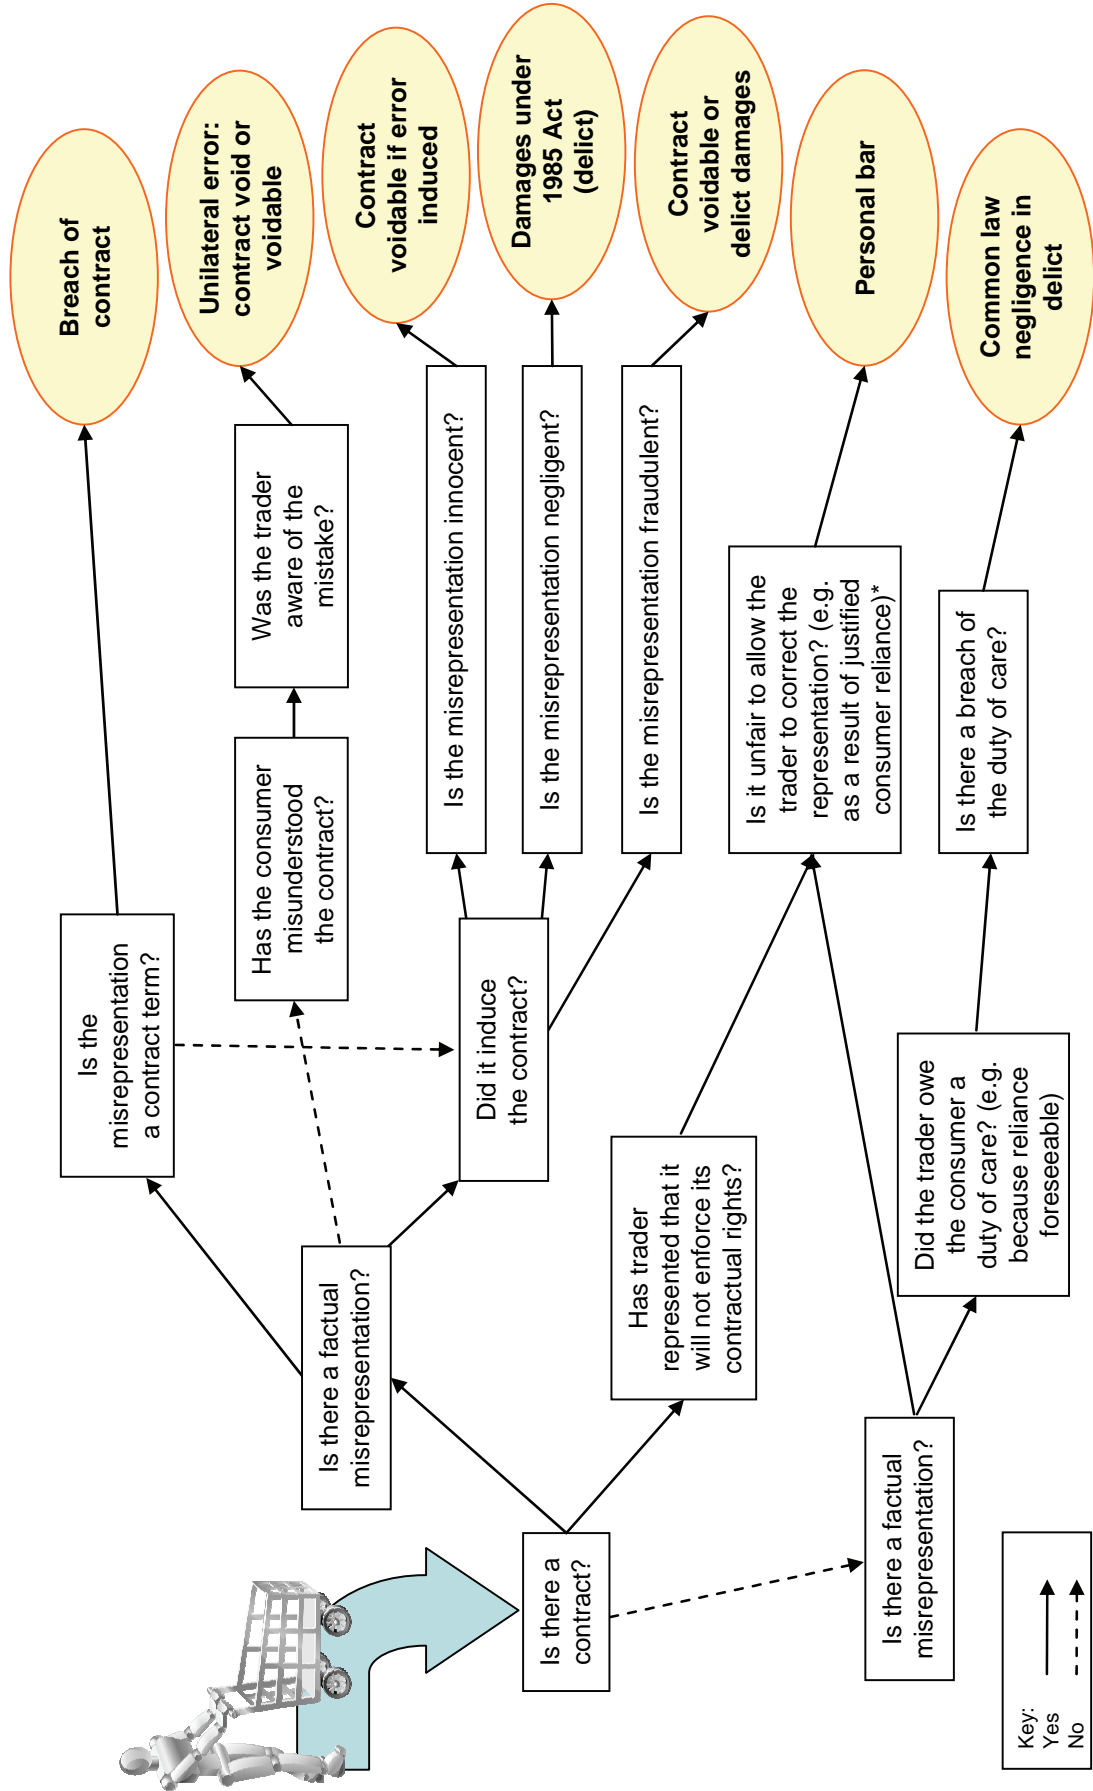 Is there a
contract?
Is there a factual
misrepresentation?
Is the
misrepresentation
a contract term?
Breach of
contract
Has the consumer
misunderstood
the contract?
Was the trader
aware of the
mistake?
Unilateral error:
contract void or
voidable
Did it induce
the contract?
Is the misrepresentation innocent?
Contract
voidable if error
induced
Is the misrepresentation negligent?
Damages under
1985 Act
(delict)
Is the misrepresentation fraudulent?
Contract
voidable or
delict damages
Has trader
represented that it
will not enforce its
contractual rights?
Is it unfair to allow the
trader to correct the
representation? (e.g.
as a result of justified
consumer reliance)*
Personal bar
Is there a factual
misrepresentation?
Did the trader owe
the consumer a
duty of care? (e.g.
because reliance
foreseeable)
Is there a breach of
the duty of care?
Common law
negligence in
delict
Key:
Yes
No